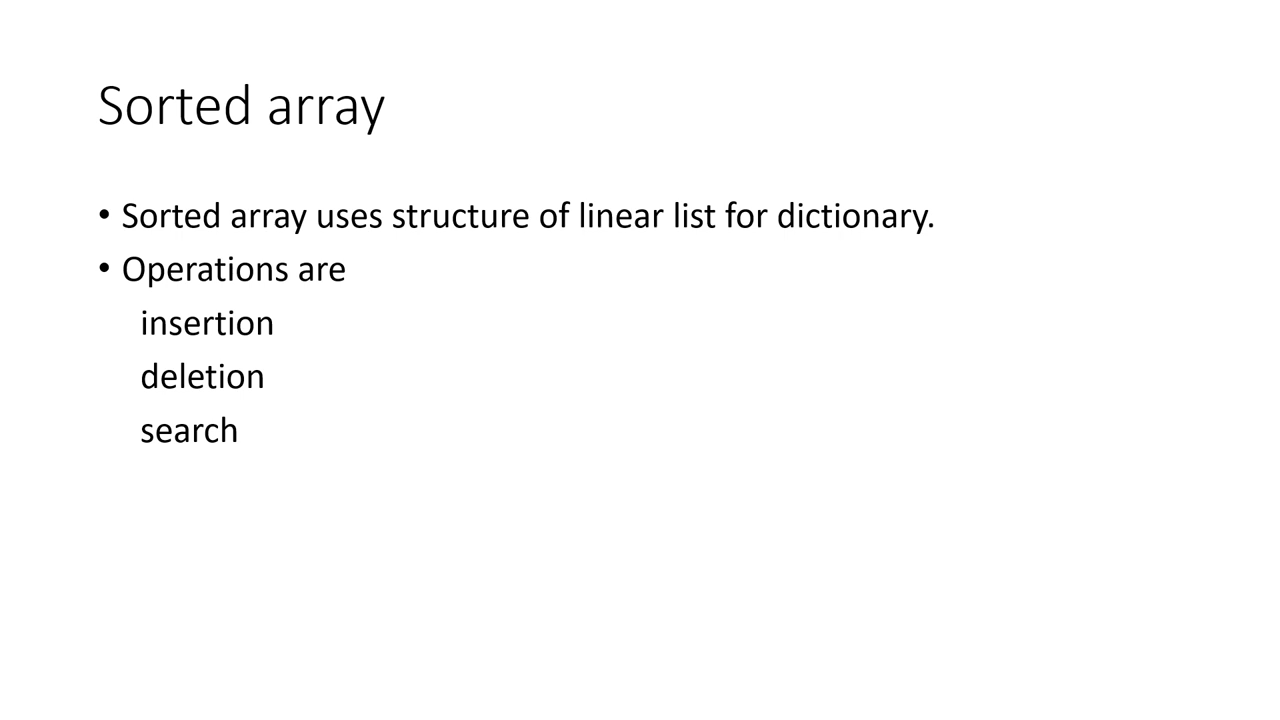 Sorted array
• Sorted array uses structure of linear list for dictionary.
• Operations are
insertion
deletion
search